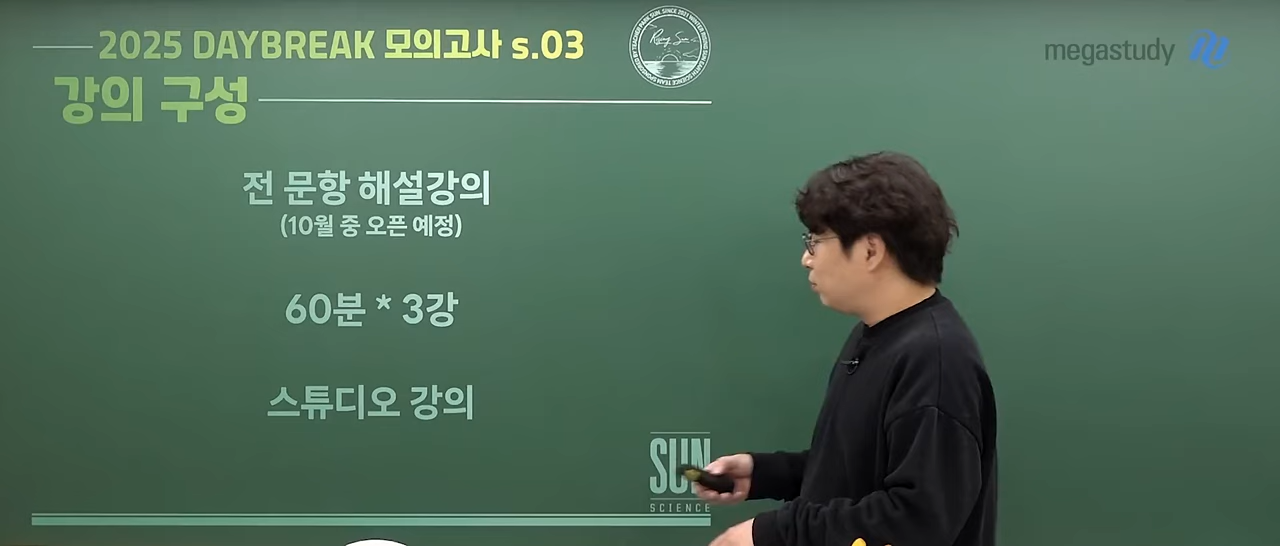 2025 DAYBREAK 모의고사 s.03
강의 구성
megastudy
전 문항 해설강의
(10월 중 오픈 예정)
60분 * 3강
스튜디오 강의
SUN
SCIENCE